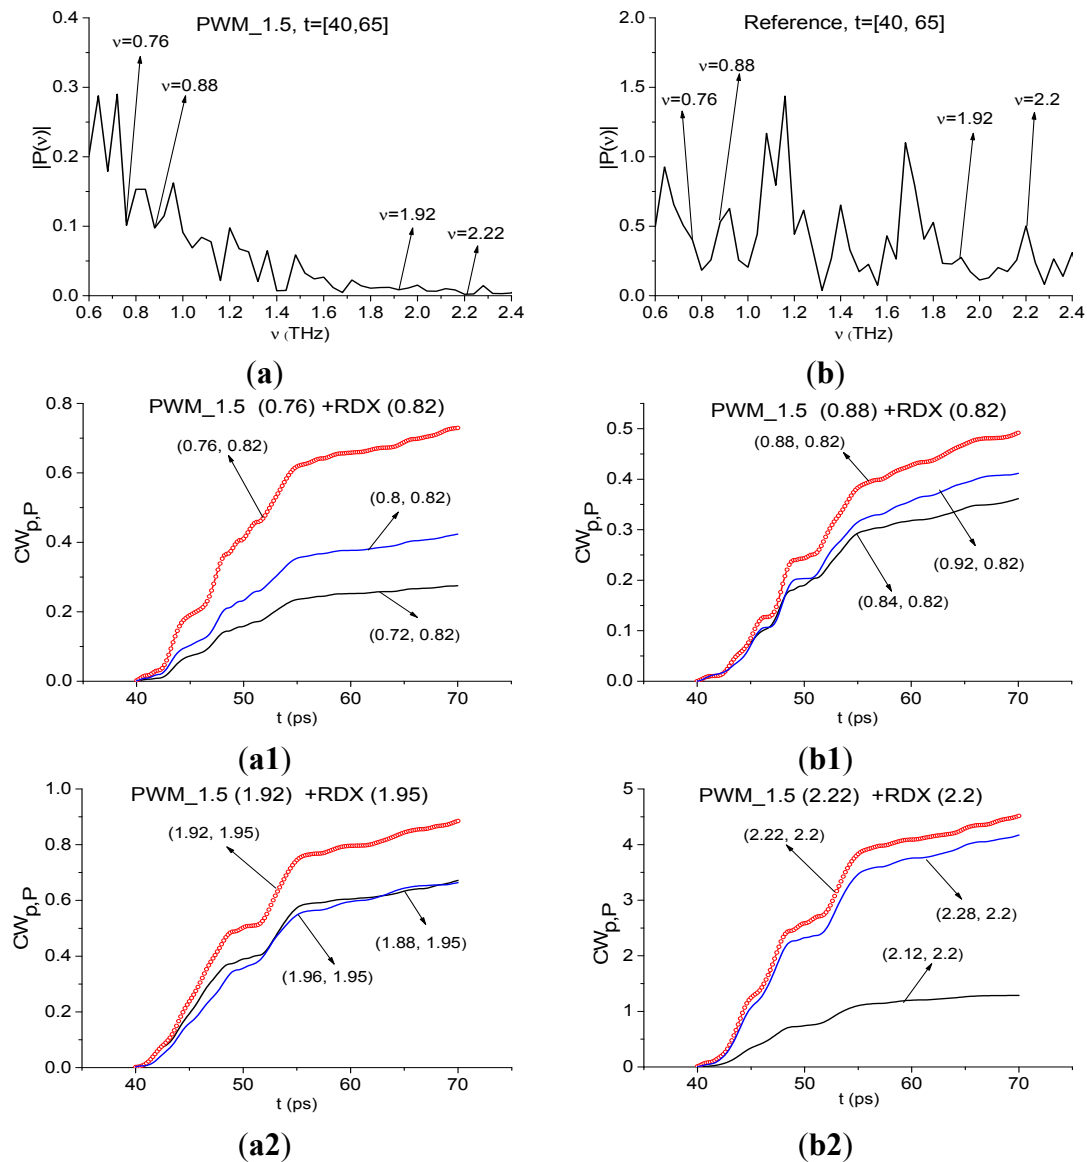 PWM_1.5, t=[40,65]
ν=0.76
ν=0.88
ν=1.92
ν=2.22
|P(ν)|
0.4
0.3
0.2
0.1
0.0
0.6 0.8 1.0 1.2 1.4 1.6 1.8 2.0 2.2 2.4
ν (THz)
(a)
Reference, t=[40, 65]
ν=0.88
ν=0.76
ν=1.92
ν=2.2
|P(ν)|
2.0
1.5
1.0
0.5
0.0
0.6 0.8 1.0 1.2 1.4 1.6 1.8 2.0 2.2 2.4
ν (THz)
(b)
PWM_1.5 (0.76) +RDX (0.82)
(0.76, 0.82)
(0.8, 0.82)
(0.72, 0.82)
CWp,P
0.8
0.6
0.4
0.2
0.0
40 50 60 70
t (ps)
(a1)
PWM_1.5 (0.88) +RDX (0.82)
(0.88, 0.82)
(0.92, 0.82)
(0.84, 0.82)
CWp,P
0.5
0.4
0.3
0.2
0.1
0.0
40 50 60 70
t (ps)
(b1)
PWM_1.5 (1.92) +RDX (1.95)
(1.92, 1.95)
(1.88, 1.95)
(1.96, 1.95)
CWp,P
1.0
0.8
0.6
0.4
0.2
0.0
40 50 60 70
t (ps)
(a2)
PWM_1.5 (2.22) +RDX (2.2)
(2.22, 2.2)
(2.28, 2.2)
(2.12, 2.2)
CWp,P
5
4
3
2
1
0
40 50 60 70
t (ps)
(b2)